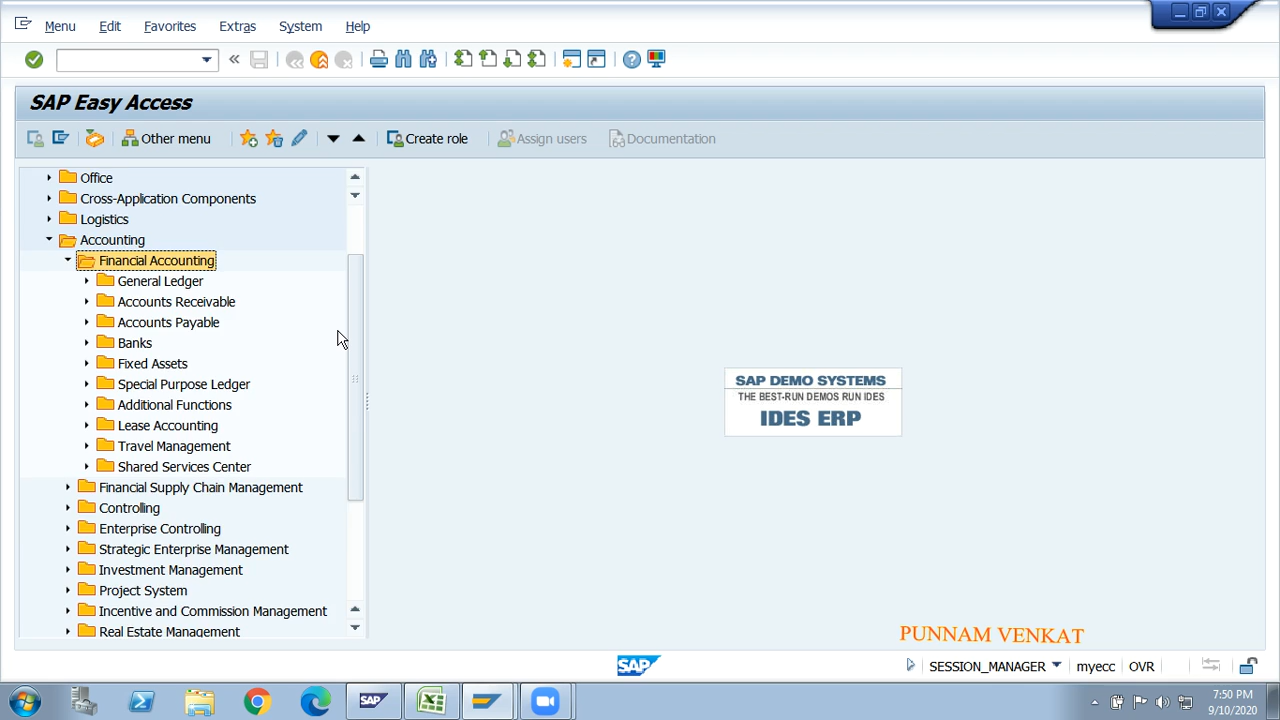 Menu Edit Favorites Extras System Help
SAP Easy Access
Other menu Create role Assign users Documentation
Office
Cross-Application Components
Logistics
Accounting
Financial Accounting
General Ledger
Accounts Receivable
Accounts Payable
Banks
Fixed Assets
Special Purpose Ledger
Additional Functions
Lease Accounting
Travel Management
Shared Services Center
Financial Supply Chain Management
Controlling
Enterprise Controlling
Strategic Enterprise Management
Investment Management
Project System
Incentive and Commission Management
Real Estate Management
SAP DEMO SYSTEMS
THE BEST-RUN DEMOS RUN IDES
IDES ERP
PUNNAM VENKAT
SAP SESSION_MANAGER myecc OVR
SAP
7:50 PM
9/10/2020